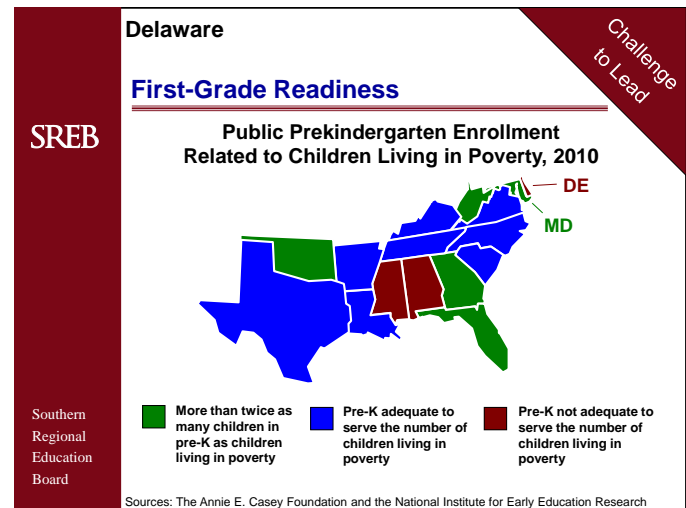 Delaware
Challenge
to Lead
First-Grade Readiness
SREB
Public Prekindergarten Enrollment
Related to Children Living in Poverty, 2010
DE
MD
More than twice as
many children in
pre-K as children
living in poverty
Pre-K adequate to
serve the number of
children living in
poverty
Pre-K not adequate to
serve the number of
children living in
poverty
Southern
Regional
Education
Board
Sources: The Annie E. Casey Foundation and the National Institute for Early Education Research